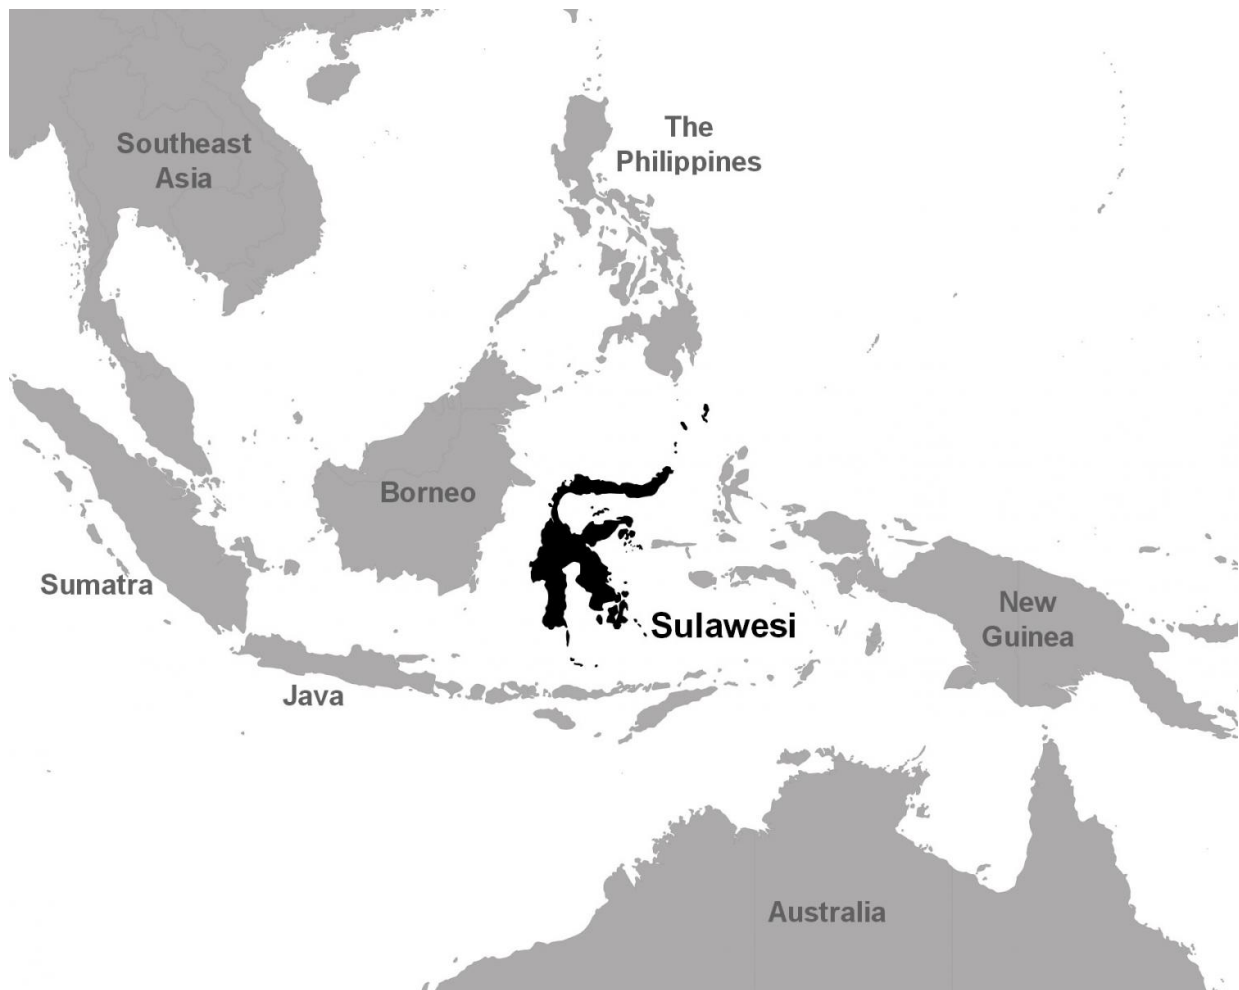 Southeast
Asia
The
Philippines
Borneo
Sumatra
Sulawesi
New
Guinea
Java
Australia